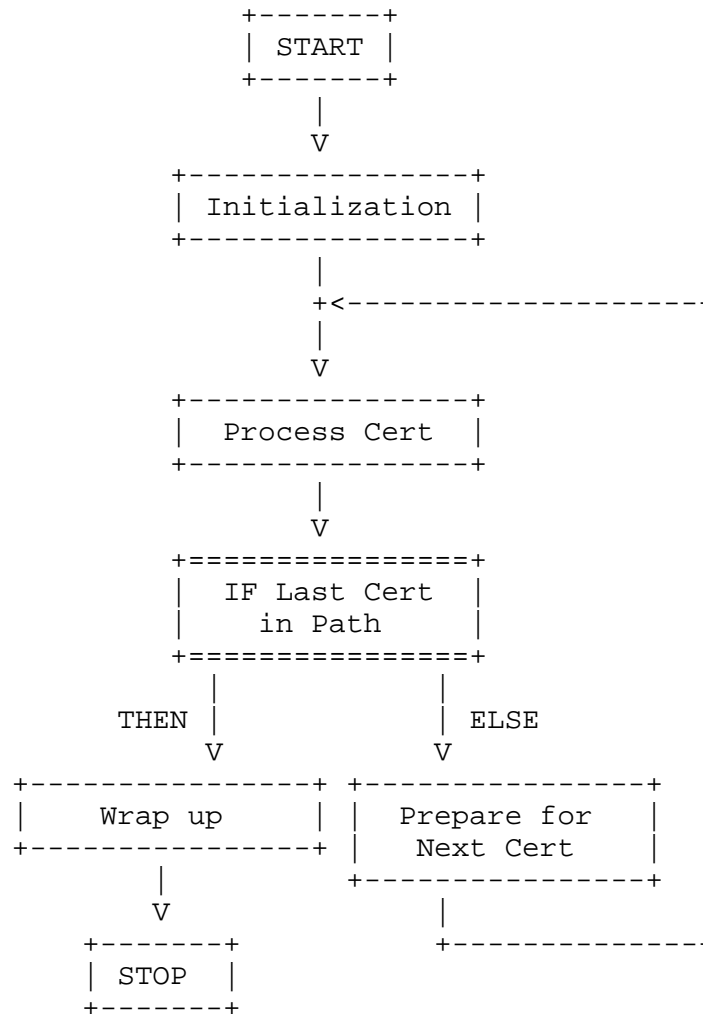 START
Initialization
Process Cert
IF Last Cert
in Path
THEN
ELSE
Wrap up
Prepare for
Next Cert
STOP